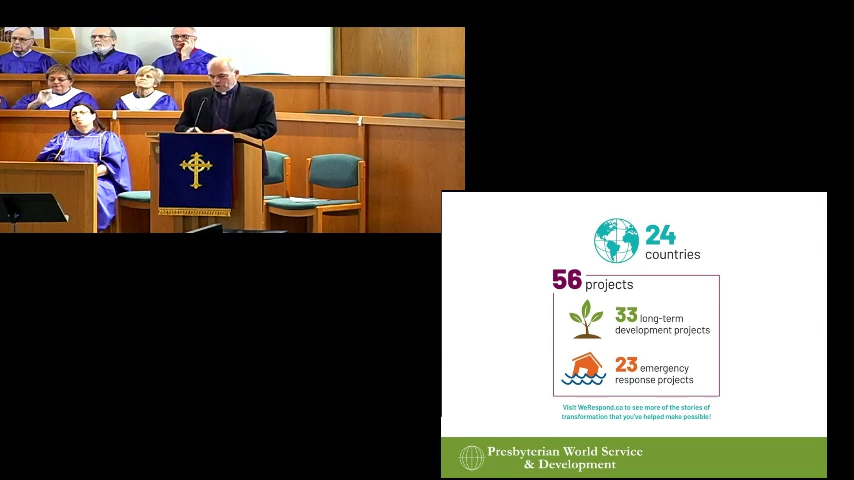 24
countries
56 projects
33 long-term
development projects
23 emergency
response projects
Visit WeRespond.ca to see more of the stories of
transformation that you've helped make possible!
Presbyterian World Service
& Development